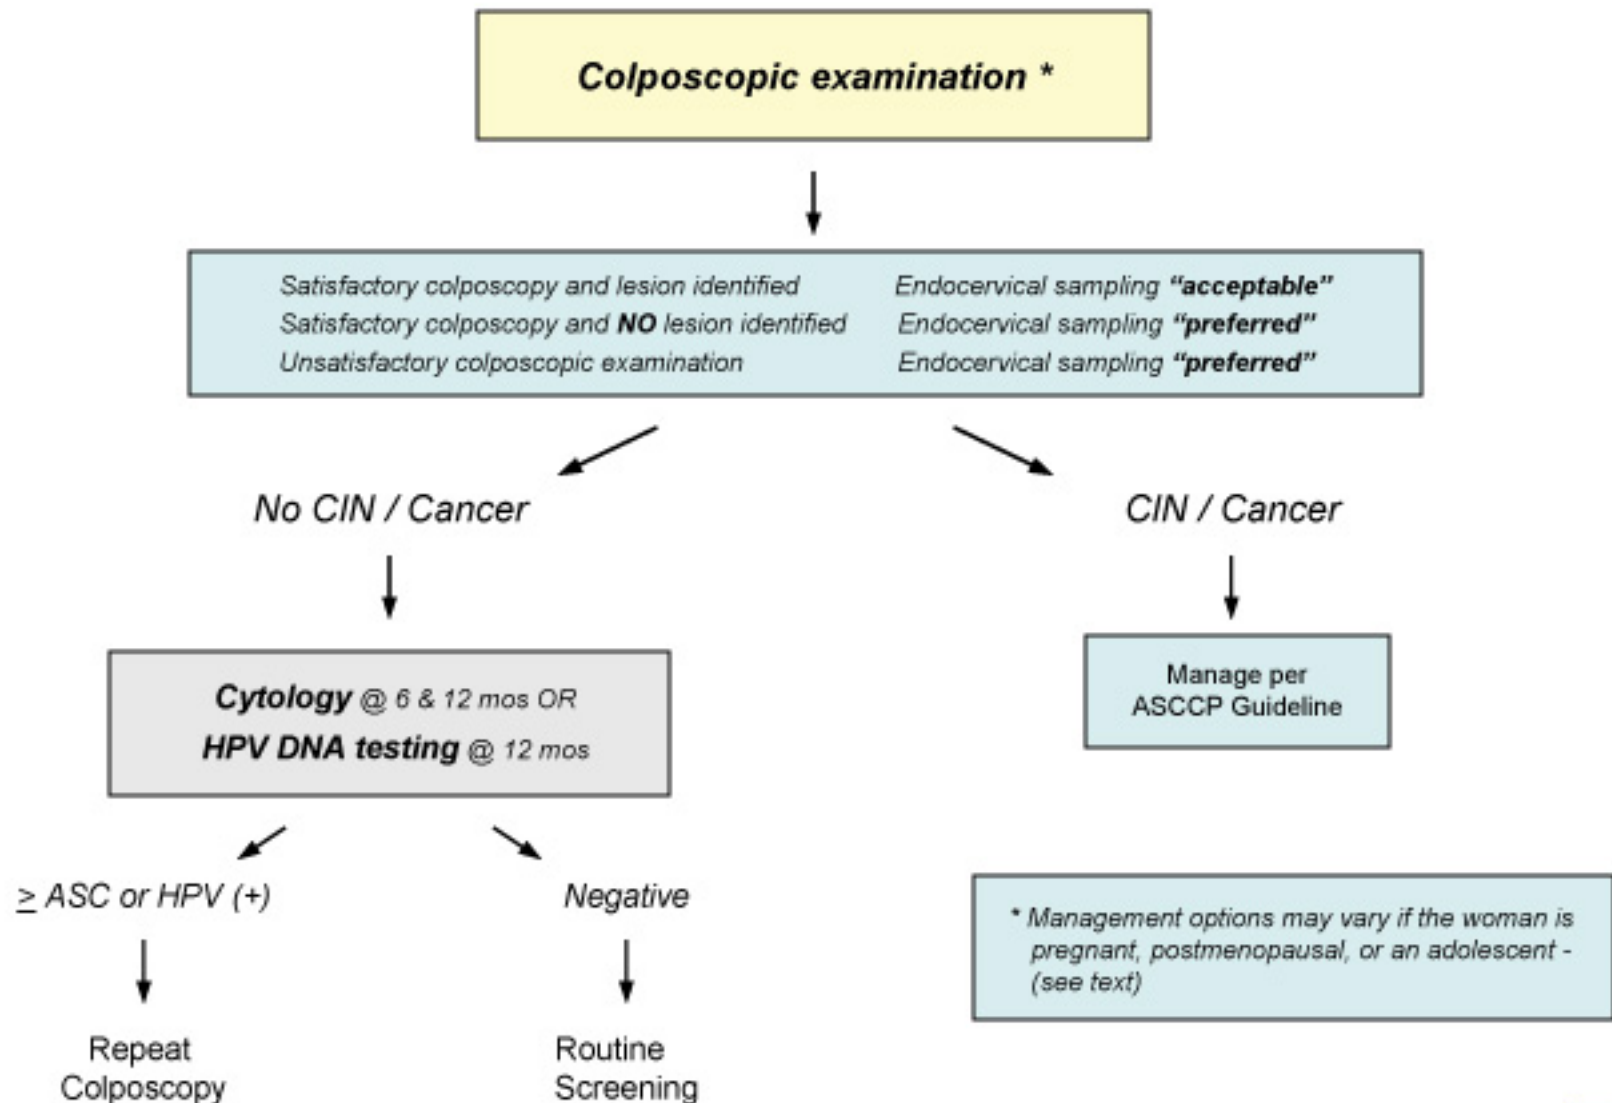 Colposcopic examination *
Satisfactory colposcopy and lesion identified Endocervical sampling “acceptable”
Satisfactory colposcopy and NO lesion identified Endocervical sampling “preferred”
Unsatisfactory colposcopic examination Endocervical sampling “preferred”
No CIN / Cancer
CIN / Cancer
Cytology @ 6 & 12 mos OR
HPV DNA testing @ 12 mos
Manage per
ASCCP Guideline
≥ ASC or HPV (+)
Negative
* Management options may vary if the woman is
pregnant, postmenopausal, or an adolescent -
(see text)
Repeat
Colposcopy
Routine
Screening